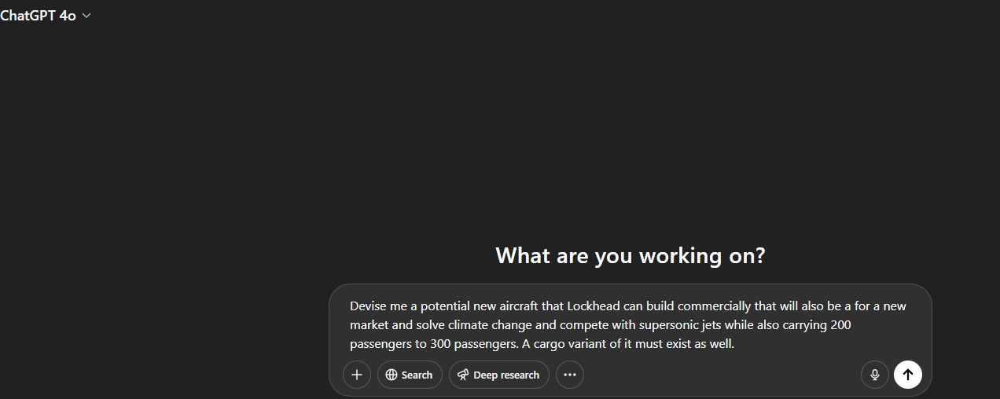 ChatGPT 4o
What are you working on?
Devise me a potential new aircraft that Lockhead can build commercially that will also be a for a new
market and solve climate change and compete with supersonic jets while also carrying 200
passengers to 300 passengers. A cargo variant of it must exist as well.
Search Deep research